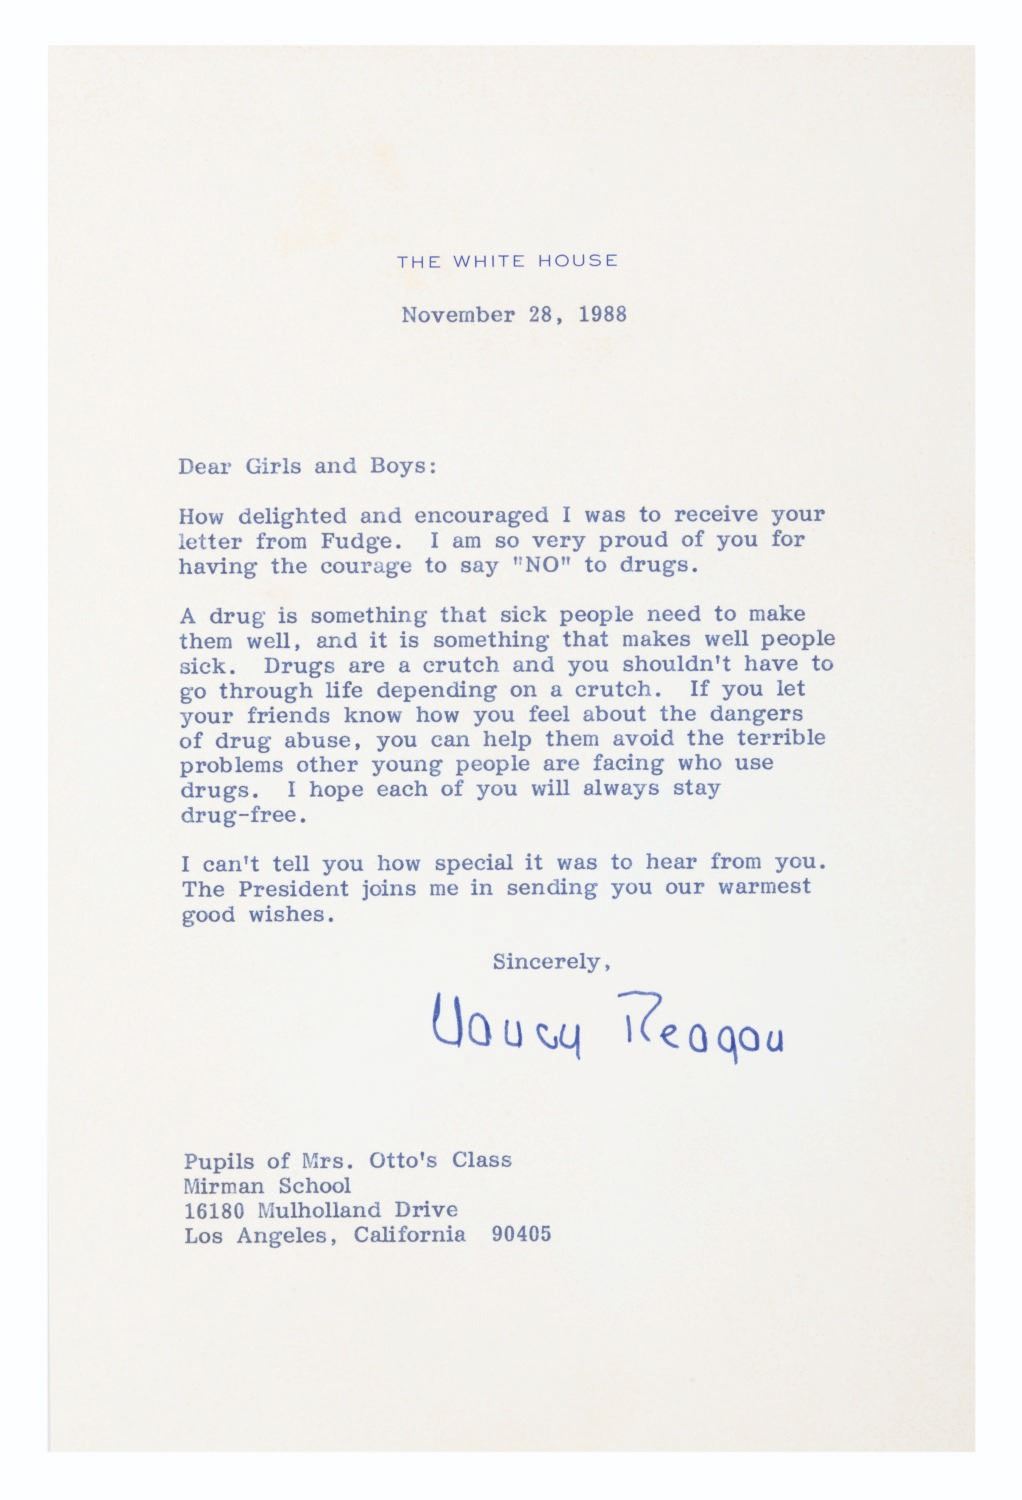 THE WHITE HOUSE
November 28, 1988
Dear Girls and Boys:
How delighted and encouraged I was to receive your
letter from Fudge.  I am so very proud of you for
having the courage to say "NO" to drugs.
A drug is something that sick people need to make
them well, and it is something that makes well people
sick.  Drugs are a crutch and you shouldn't have to
go through life depending on a crutch.  If you let
your friends know how you feel about the dangers
of drug abuse, you can help them avoid the terrible
problems other young people are facing who use
drugs.  I hope each of you will always stay
drug-free.
I can't tell you how special it was to hear from you.
The President joins me in sending you our warmest
good wishes.
Sincerely,
Nancy Reagan
Pupils of Mrs. Otto's Class
Mirman School
16180 Mulholland Drive
Los Angeles, California  90405